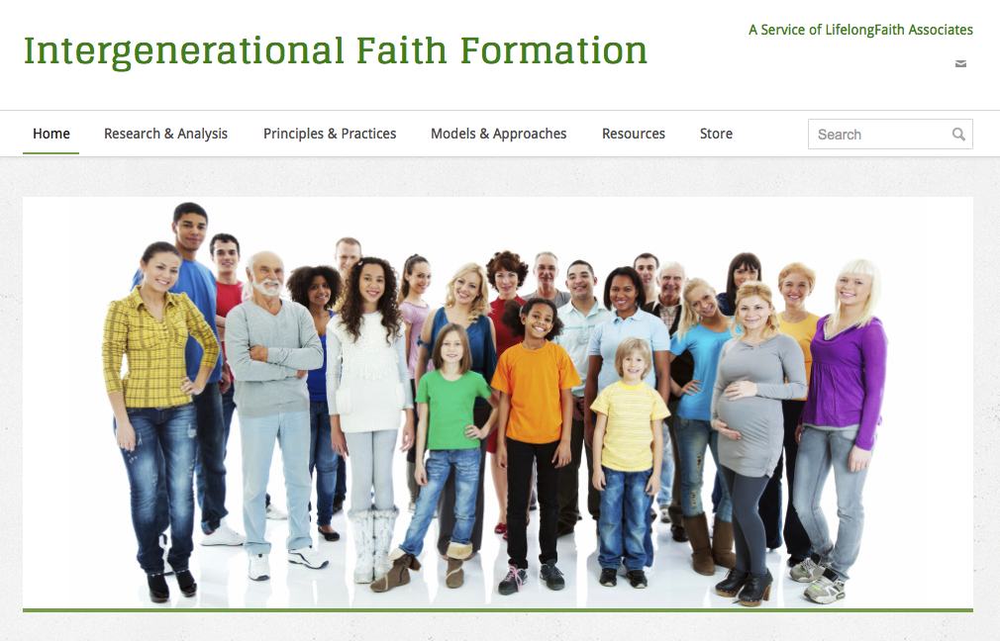 Intergenerational Faith Formation
A Service of LifelongFaith Associates
Home Research & Analysis Principles & Practices Models & Approaches Resources Store Search